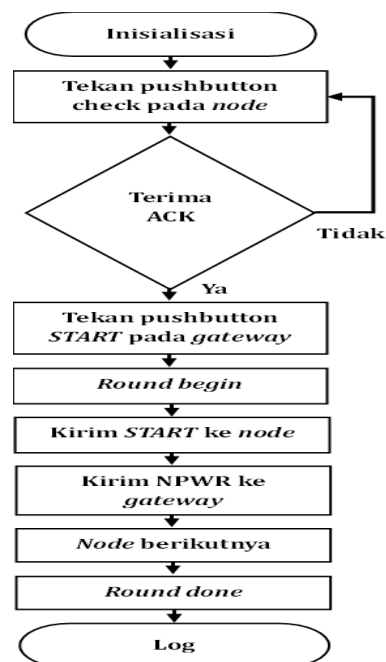 Inisialisasi
Tekan pushbutton
check pada node
Terima
ACK
Tidak
Ya
Tekan pushbutton
START pada gateway
Round begin
Kirim START ke node
Kirim NPWR ke
gateway
Node berikutnya
Round done
Log